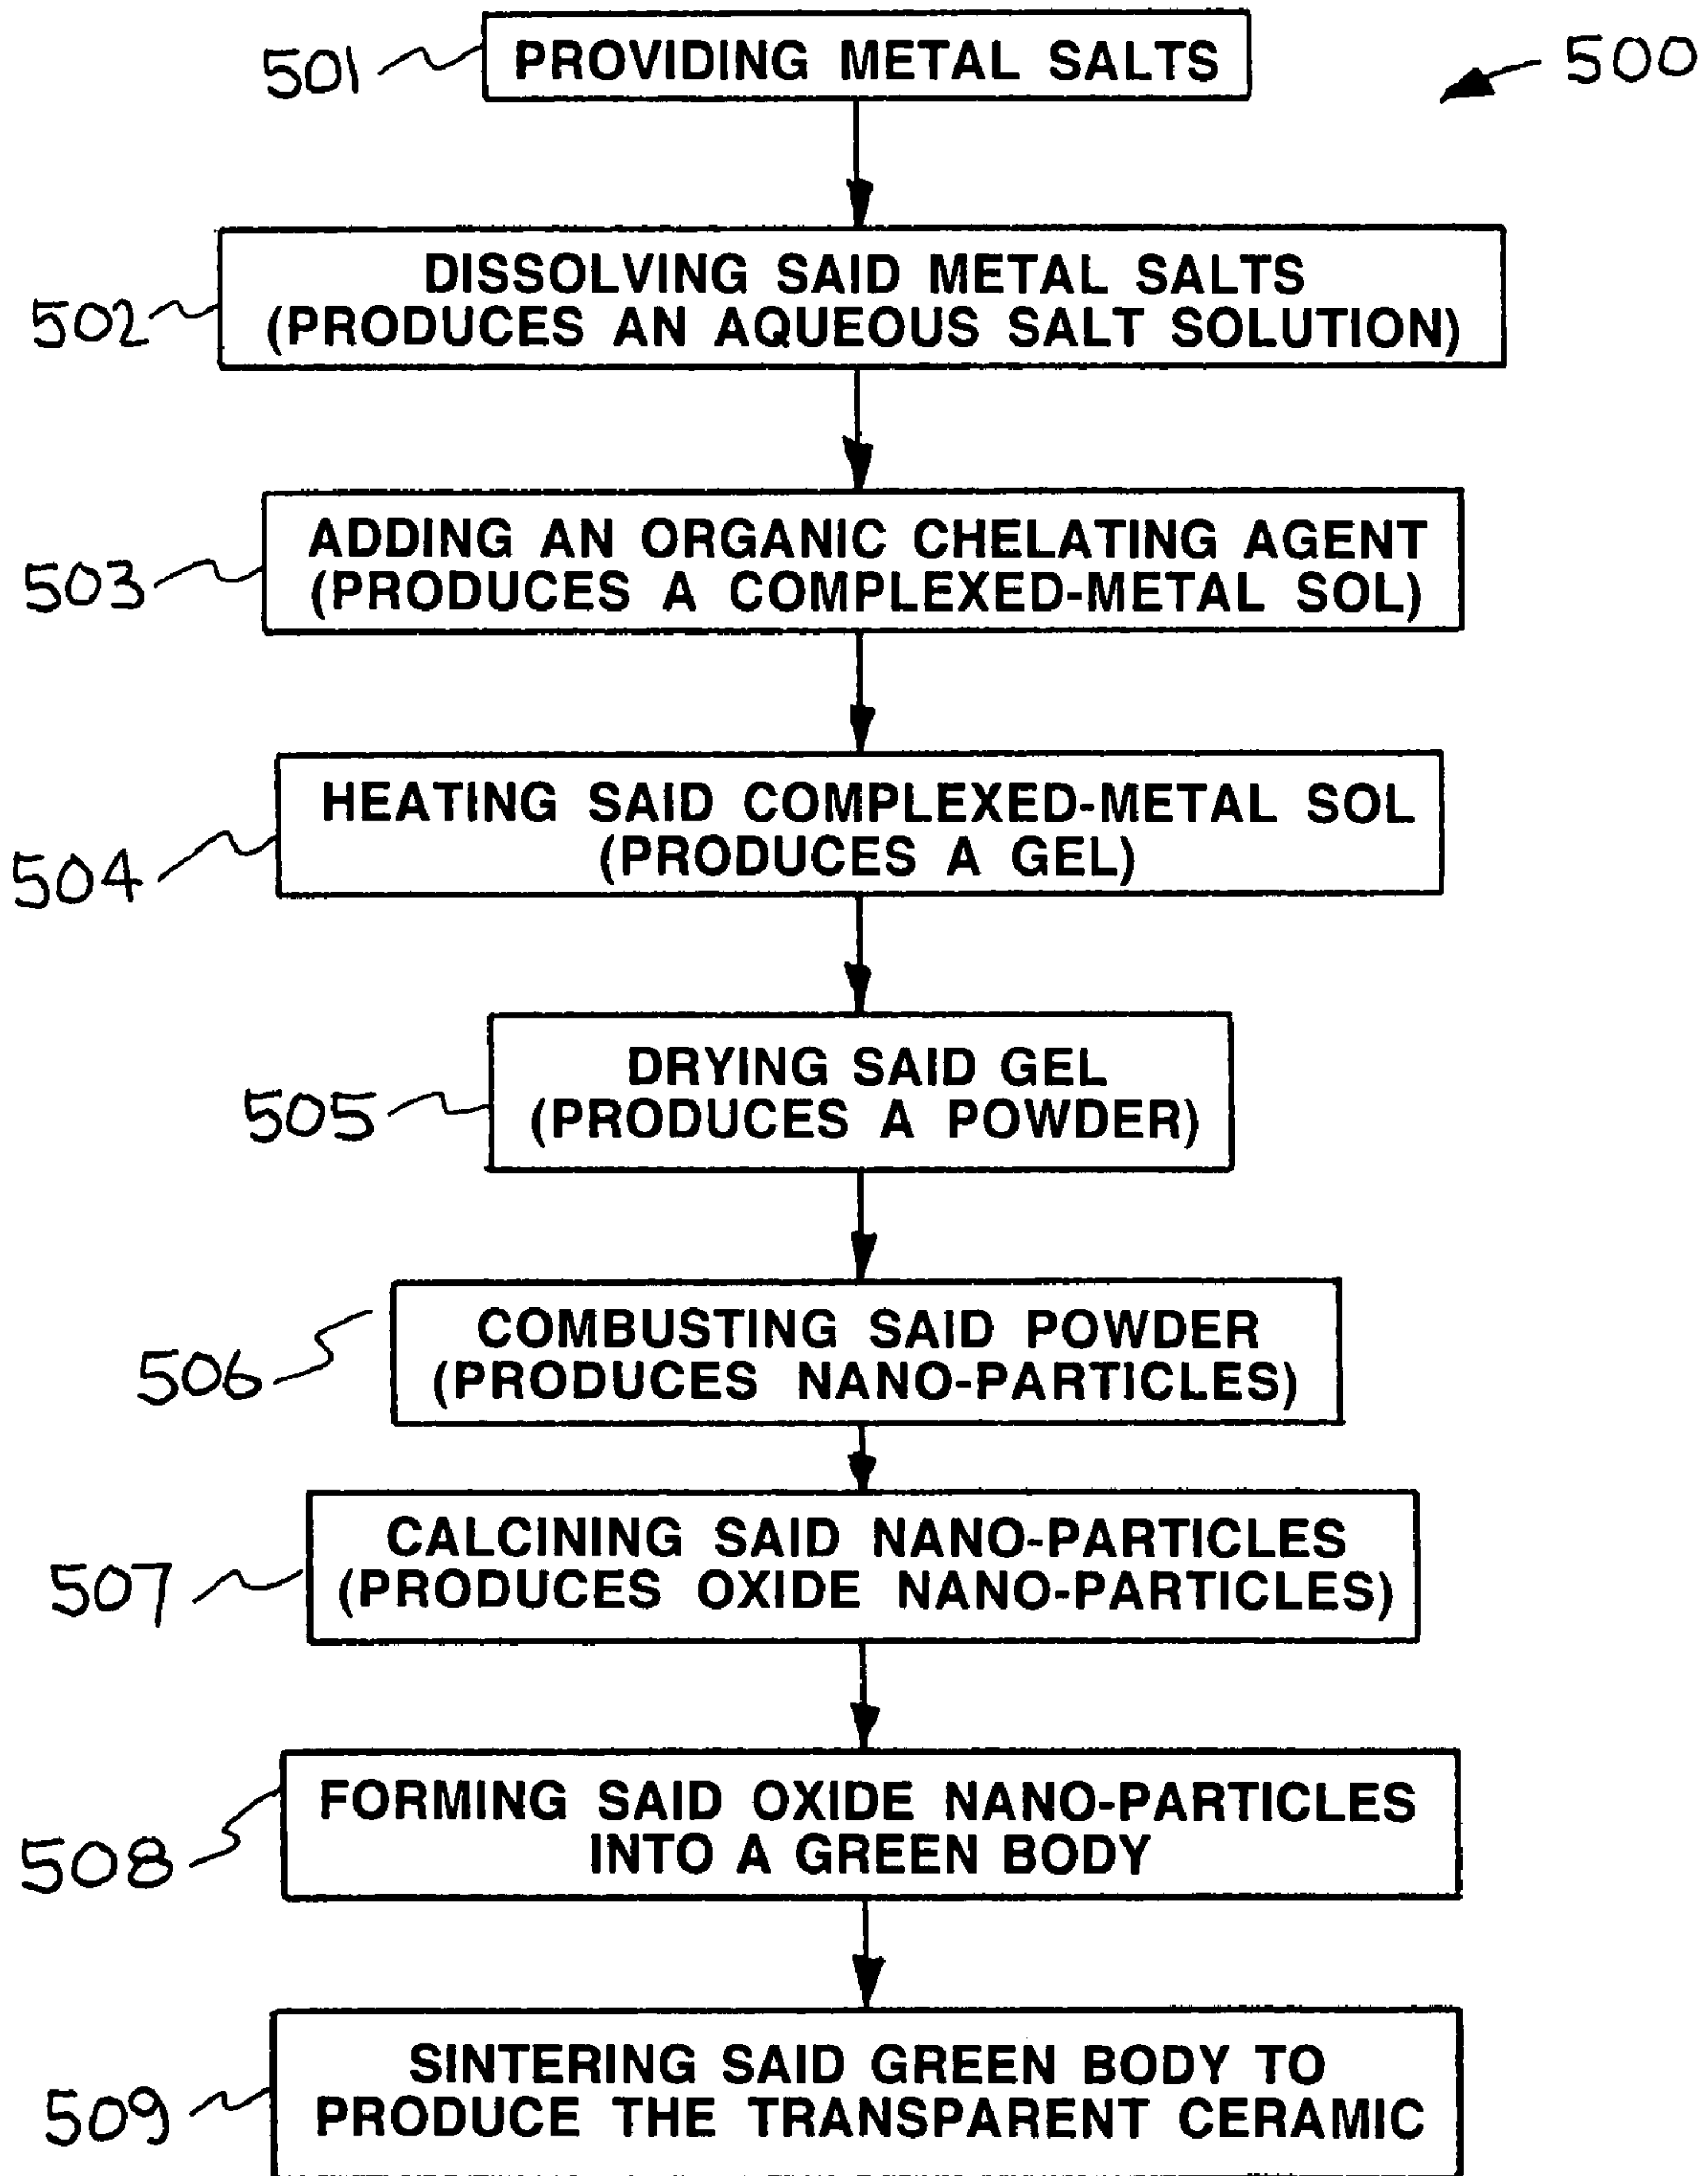 501
PROVIDING METAL SALTS
500
502
DISSOLVING SAID METAL SALTS
(PRODUCES AN AQUEOUS SALT SOLUTION)
503
ADDING AN ORGANIC CHELATING AGENT
(PRODUCES A COMPLEXED-METAL SOL)
504
HEATING SAID COMPLEXED-METAL SOL
(PRODUCES A GEL)
505
DRYING SAID GEL
(PRODUCES A POWDER)
506
COMBUSTING SAID POWDER
(PRODUCES NANO-PARTICLES)
507
CALCINING SAID NANO-PARTICLES
(PRODUCES OXIDE NANO-PARTICLES)
508
FORMING SAID OXIDE NANO-PARTICLES
INTO A GREEN BODY
509
SINTERING SAID GREEN BODY TO
PRODUCE THE TRANSPARENT CERAMIC